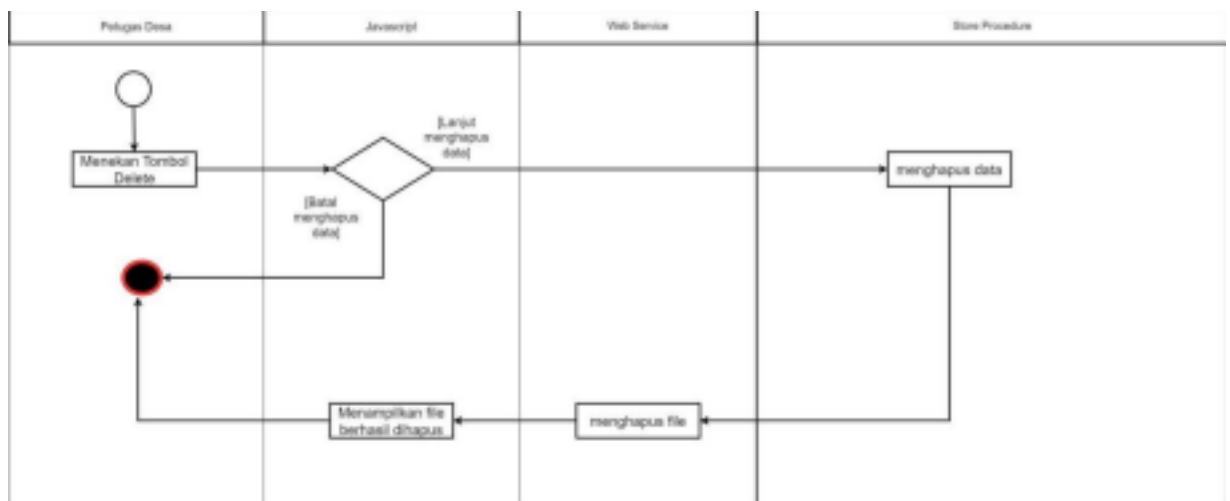 Petugas Desa
Javascript
Web Service
Store Procedure
[Lanjut
menghapus
data]
Menekan Tombol
Delete
menghapus data
[Batal
menghapus
data]
Menampilkan file
berhasil dihapus
menghapus file